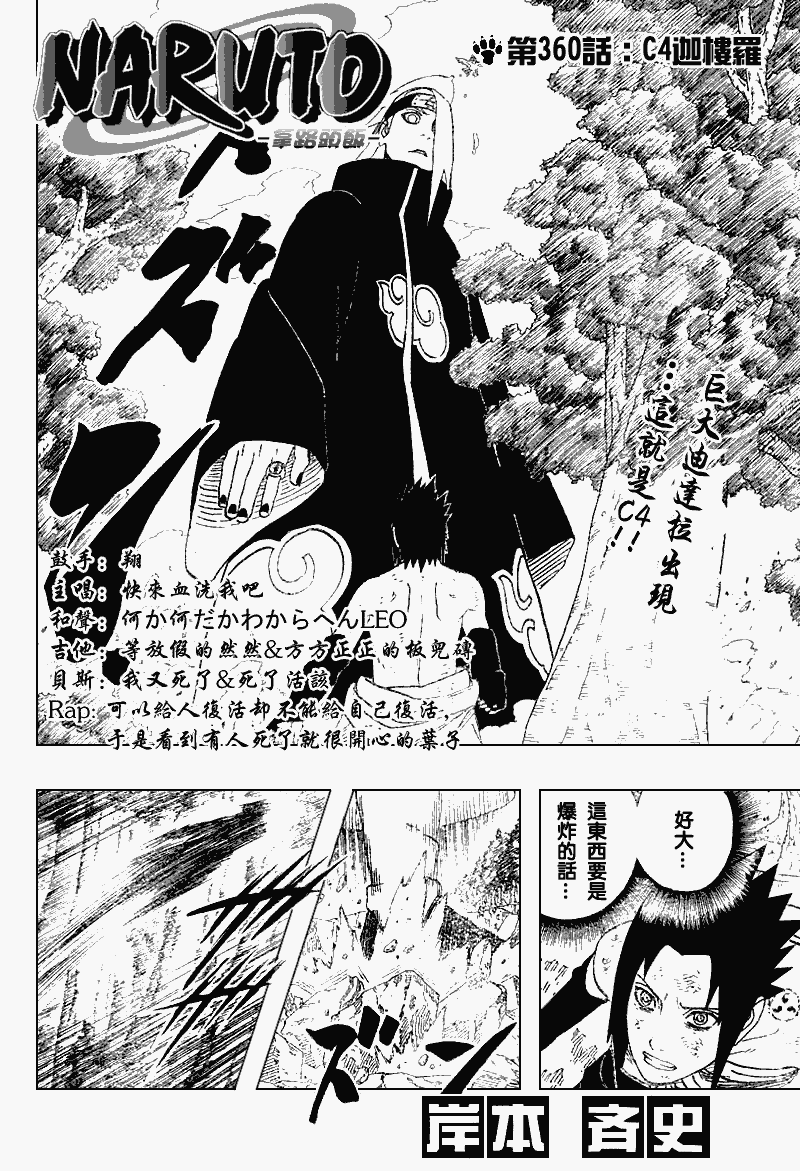 NARUTO
-韋路茆飯-
第360話：C4迦樓羅
巨大迪達拉出現
…這就是C4!!
ズズ
鼓手：翔
主唱：快來血洗我吧
和聲：何か何だかわからへんLEO
吉他：等放假的然然&方方正正的板兜磚
貝斯：我又死了&死了活該
Rap: 可以給人復活却不能給自己復活，
于是看到有人死了就很開心的葉子
好大…
這東西要是
爆炸的話…
ズン
岸本 斉史